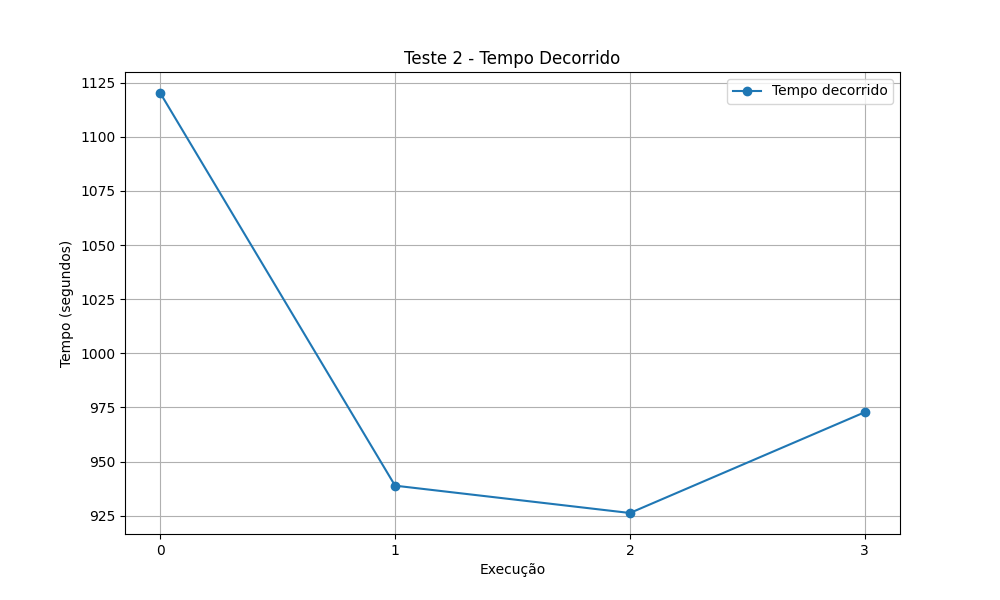 Teste 2 - Tempo Decorrido
Tempo decorrido
1125
1100
1075
1050
1025
1000
975
950
925
Tempo (segundos)
0 1 2 3
Execução